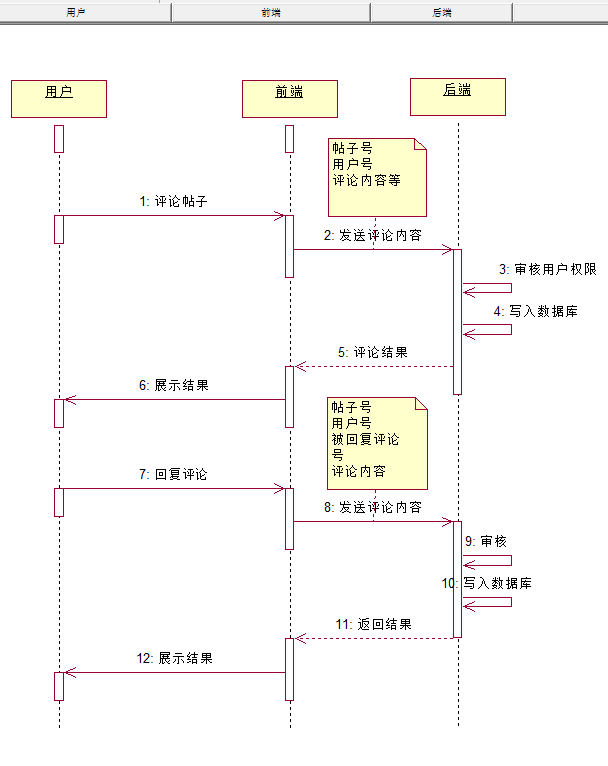 用户
前端
后端
用户
前端
后端
帖子号
用户号
评论内容等
1: 评论帖子
2: 发送评论内容
3: 审核用户权限
4: 写入数据库
5: 评论结果
6: 展示结果
帖子号
用户号
被回复评论
号
评论内容
7: 回复评论
8: 发送评论内容
9: 审核
10: 写入数据库
11: 返回结果
12: 展示结果